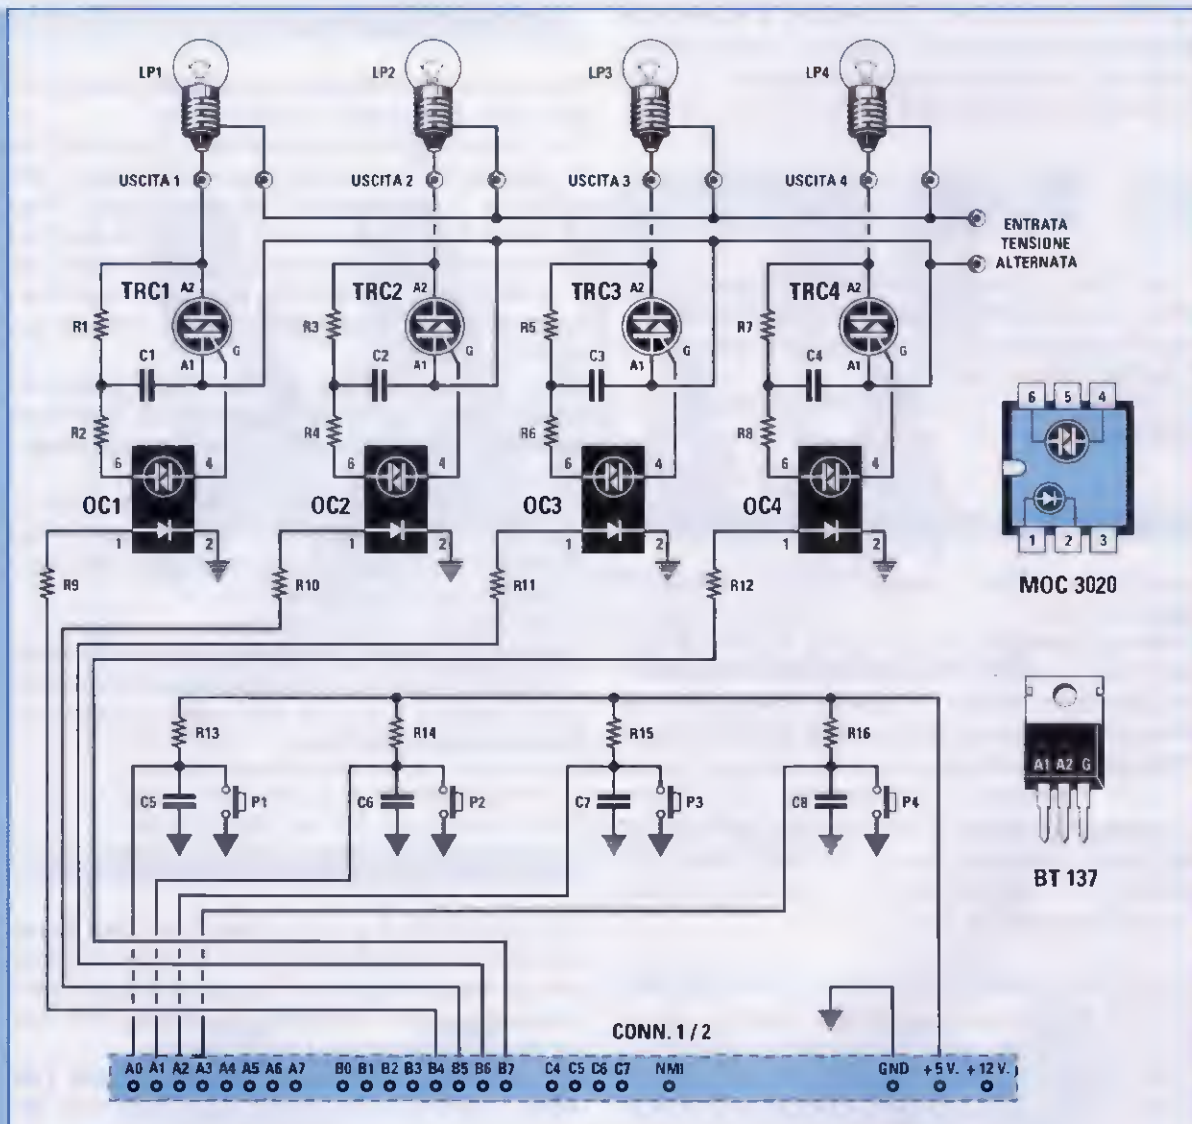 LP1 LP2 LP3 LP4
USCITA 1 USCITA 2 USCITA 3 USCITA 4
ENTRATA
TENSIONE
ALTERNATA
TRC1 A2 TRC2 A2 TRC3 A2 TRC4 A2
R1 R3 R5 R7
G G G G
C1 A1 C2 A1 C3 A1 C4 A1
R2 R4 R6 R8
6 4 6 4 6 4 6 4
OC1 OC2 OC3 OC4
1 2 1 2 1 2 1 2
R9 R10 R11 R12
6 5 4
1 2 3
MOC 3020
R13 R14 R15 R16
C5 P1 C6 P2 C7 P3 C8 P4
A1 A2 G
BT 137
CONN. 1 / 2
A0 A1 A2 A3 A4 A5 A6 A7 B0 B1 B2 B3 B4 B5 B6 B7 C4 C5 C6 C7 NMI GND +5 V. +12 V.